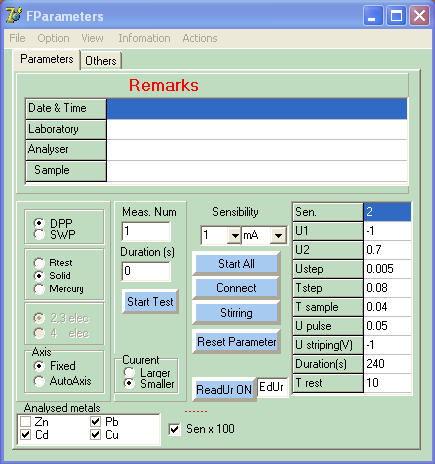 FParameters
File Option View Infomation Actions
Parameters Others
Remarks
Date & Time
Laboratory
Analyser
Sample
DPP
SWP
Rtest
Solid
Mercury
2,3 elec
4 elec
Axis
Fixed
AutoAxis
Meas. Num
1
Duration (s)
0
Start Test
Cuurent
Larger
Smaller
Sensibility
1 mA
Start All
Connect
Stirring
Reset Parameter
ReadUr ON EdUr
Sen. 2
U1 -1
U2 0.7
Ustep 0.005
Tstep 0.08
T sample 0.04
U pulse 0.05
U striping(V) -1
Duration(s) 240
T rest 10
Analysed metals
Zn Pb
Cd Cu
Sen x 100